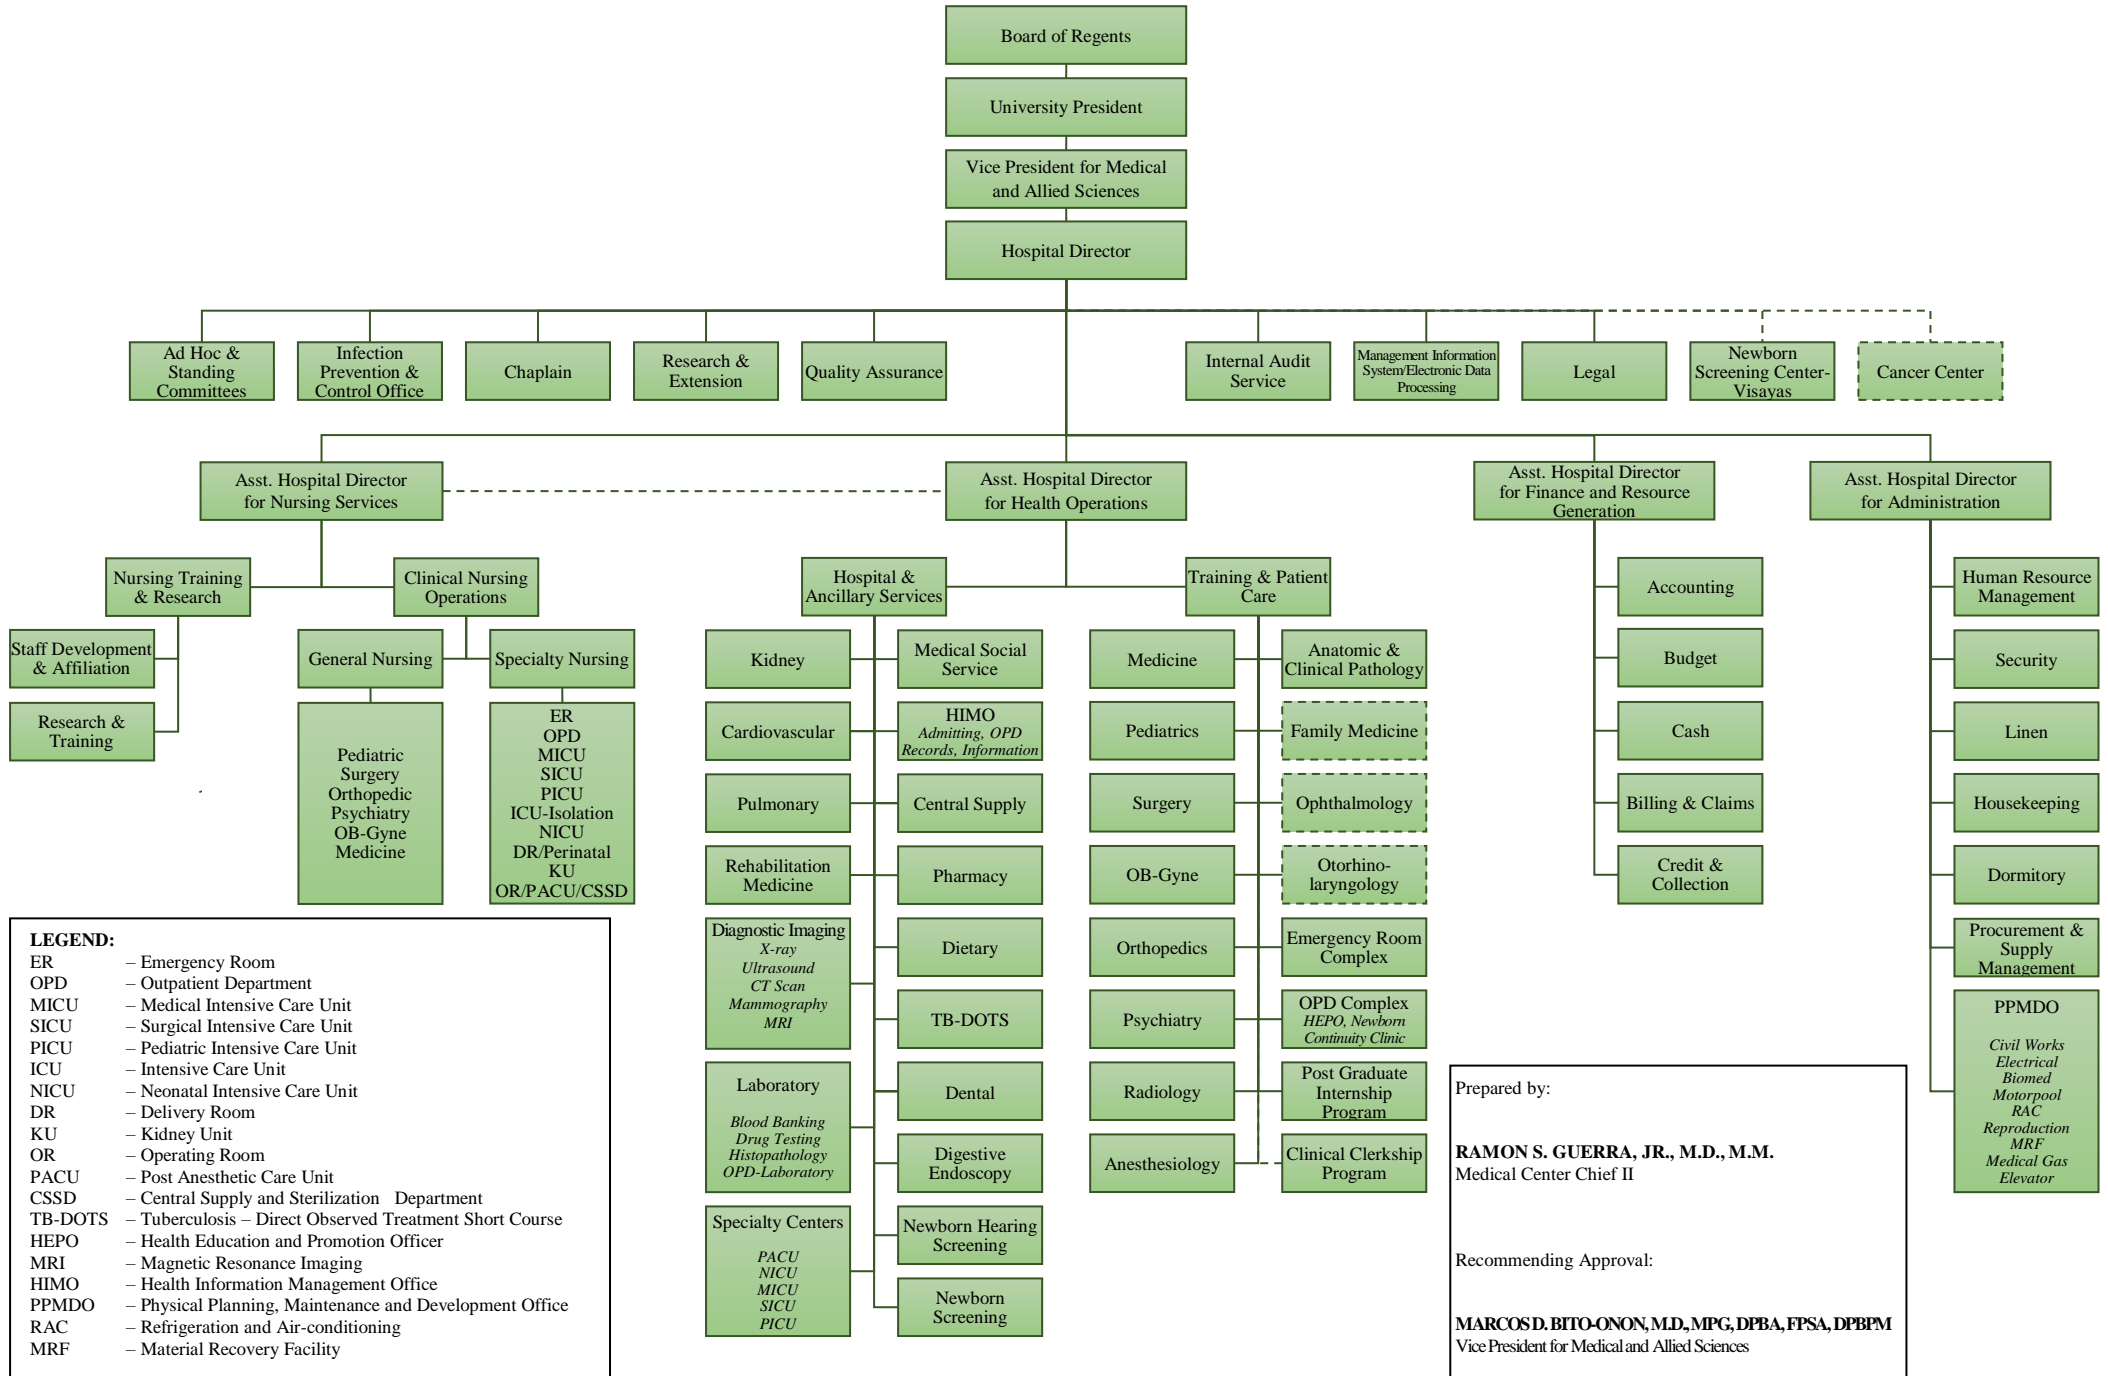 Board of Regents
University President
Vice President for Medical
and Allied Sciences
Hospital Director
Ad Hoc &
Standing
Committees
Infection
Prevention &
Control Office
Chaplain
Research &
Extension
Quality Assurance
Internal Audit
Service
Management Information
System/Electronic Data
Processing
Legal
Newborn
Screening Center-
Visayas
Cancer Center
Asst. Hospital Director
for Nursing Services
Asst. Hospital Director
for Health Operations
Asst. Hospital Director
for Finance and Resource
Generation
Asst. Hospital Director
for Administration
Nursing Training
& Research
Clinical Nursing
Operations
Staff Development
& Affiliation
Research &
Training
General Nursing
Specialty Nursing
Pediatric
Surgery
Orthopedic
Psychiatry
OB-Gyne
Medicine
ER
OPD
MICU
SICU
PICU
ICU-Isolation
NICU
DR/Perinatal
KU
OR/PACU/CSSD
Hospital &
Ancillary Services
Kidney
Medical Social
Service
Cardiovascular
HIMO
Admitting, OPD
Records, Information
Pulmonary
Central Supply
Rehabilitation
Medicine
Pharmacy
Diagnostic Imaging
X-ray
Ultrasound
CT Scan
Mammography
MRI
Dietary
TB-DOTS
Laboratory
Blood Banking
Drug Testing
Histopathology
OPD-Laboratory
Dental
Digestive
Endoscopy
Specialty Centers
PACU
NICU
MICU
SICU
PICU
Newborn Hearing
Screening
Newborn
Screening
Training & Patient
Care
Medicine
Anatomic &
Clinical Pathology
Pediatrics
Family Medicine
Surgery
Ophthalmology
OB-Gyne
Otorhino-
laryngology
Orthopedics
Emergency Room
Complex
Psychiatry
OPD Complex
HEPO, Newborn
Continuity Clinic
Radiology
Post Graduate
Internship
Program
Anesthesiology
Clinical Clerkship
Program
Accounting
Budget
Cash
Billing & Claims
Credit &
Collection
Human Resource
Management
Security
Linen
Housekeeping
Dormitory
Procurement &
Supply
Management
PPMDO
Civil Works
Electrical
Biomed
Motorpool
RAC
Reproduction
MRF
Medical Gas
Elevator
LEGEND:
ER – Emergency Room
OPD – Outpatient Department
MICU – Medical Intensive Care Unit
SICU – Surgical Intensive Care Unit
PICU – Pediatric Intensive Care Unit
ICU – Intensive Care Unit
NICU – Neonatal Intensive Care Unit
DR – Delivery Room
KU – Kidney Unit
OR – Operating Room
PACU – Post Anesthetic Care Unit
CSSD – Central Supply and Sterilization Department
TB-DOTS – Tuberculosis – Direct Observed Treatment Short Course
HEPO – Health Education and Promotion Officer
MRI – Magnetic Resonance Imaging
HIMO – Health Information Management Office
PPMDO – Physical Planning, Maintenance and Development Office
RAC – Refrigeration and Air-conditioning
MRF – Material Recovery Facility
Prepared by:
RAMON S. GUERRA, JR., M.D., M.M.
Medical Center Chief II
Recommending Approval:
MARCOS D. BITO-ONON, M.D., MPG, DPBA, FPSA, DPBPM
Vice President for Medical and Allied Sciences